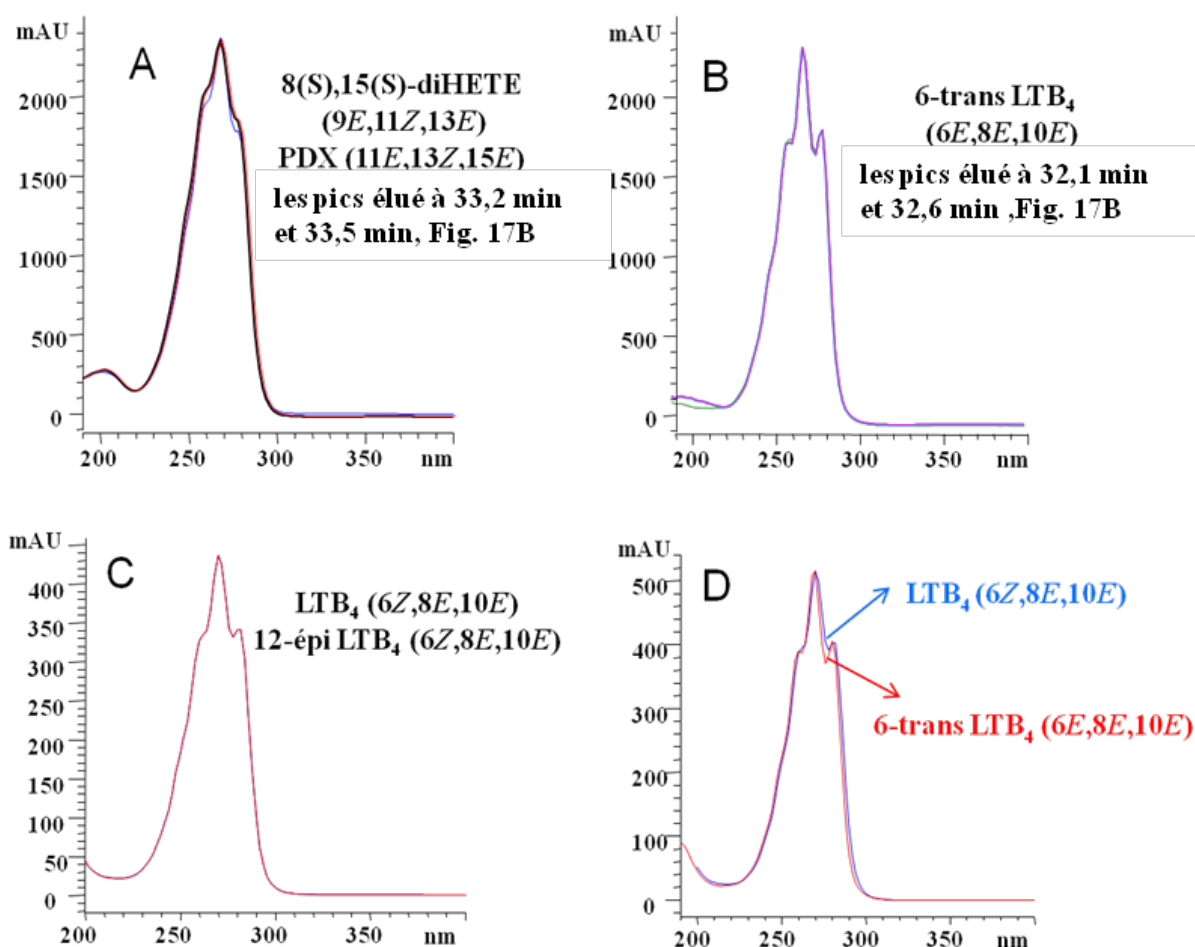 mAU
A
8(S),15(S)-diHETE
(9E,11Z,13E)
PDX (11E,13Z,15E)
les pics élué à 33,2 min
et 33,5 min, Fig. 17B
2000
1500
1000
500
0
200 250 300 350 nm
mAU
B
6-trans LTB₄
(6E,8E,10E)
les pics élué à 32,1 min
et 32,6 min ,Fig. 17B
2000
1500
1000
500
0
200 250 300 350 nm
mAU
C
LTB₄ (6Z,8E,10E)
12-épi LTB₄ (6Z,8E,10E)
400
350
300
250
200
150
100
50
0
200 250 300 350 nm
mAU
D
LTB₄ (6Z,8E,10E)
6-trans LTB₄ (6E,8E,10E)
500
400
300
200
100
0
200 250 300 350 nm